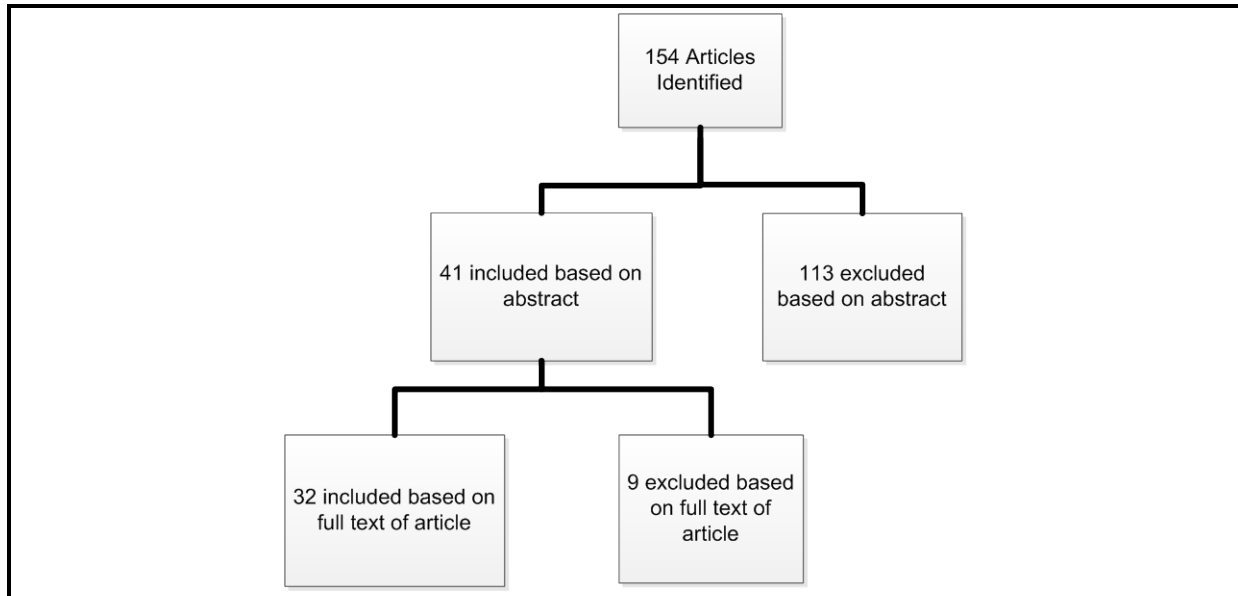 154 Articles
Identified
41 included based on
abstract
113 excluded
based on abstract
32 included based on
full text of article
9 excluded based
on full text of
article